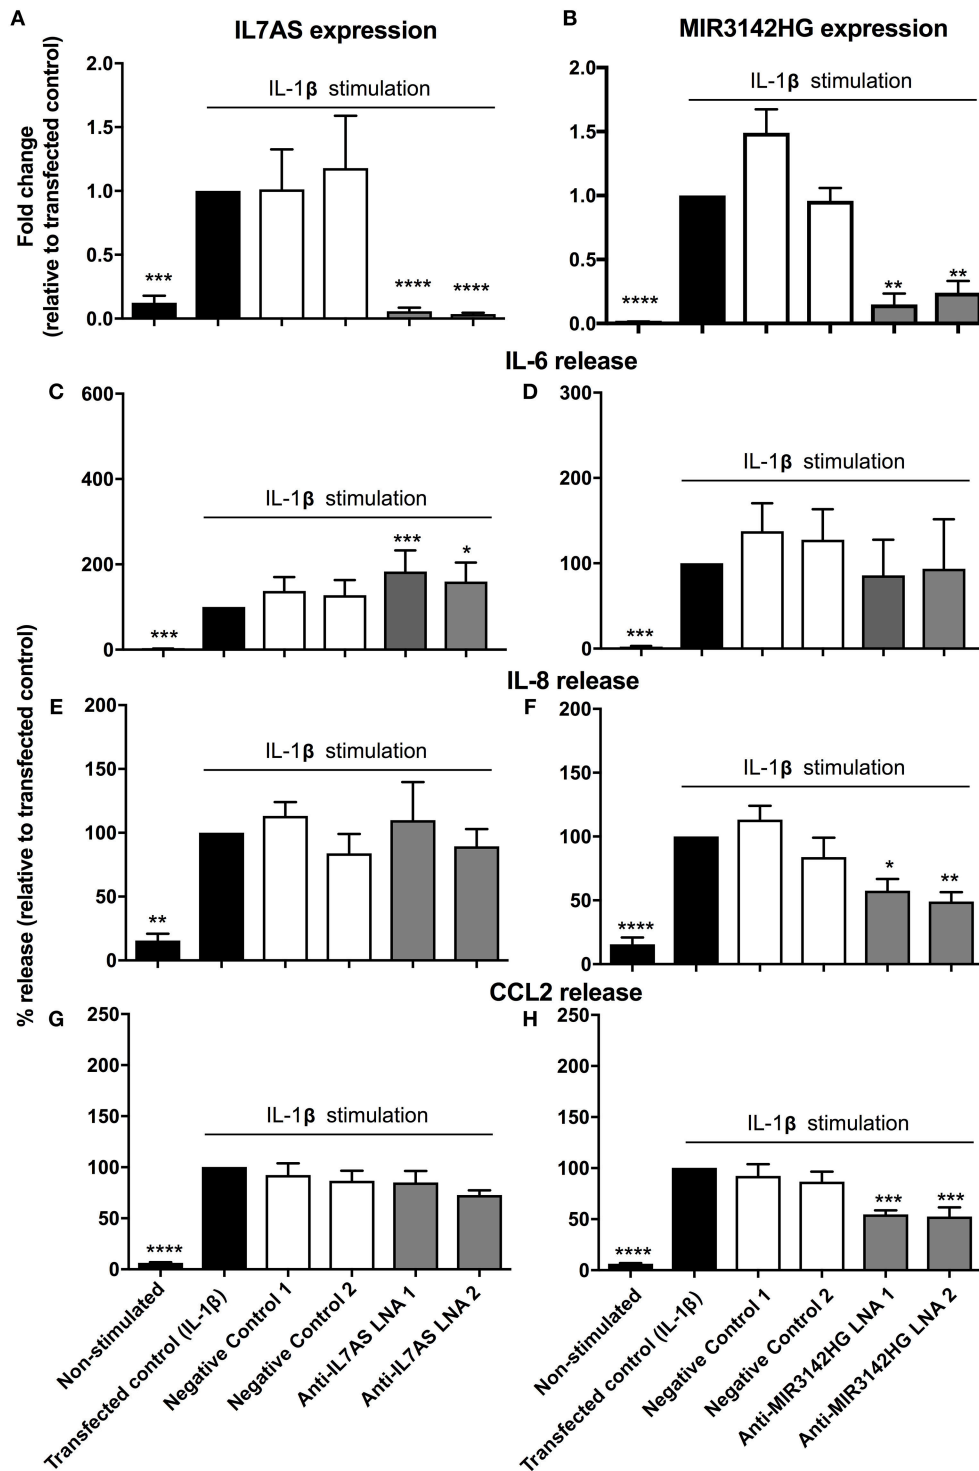 A
IL7AS expression
Fold change
(relative to transfected control)
2.0
1.5
1.0
0.5
0.0
IL-1β stimulation
***
****
****
B
MIR3142HG expression
2.0
1.5
1.0
0.5
0.0
IL-1β stimulation
****
**
**
IL-6 release
% release (relative to transfected control)
C
600
400
200
0
IL-1β stimulation
***
***
*
D
300
200
100
0
IL-1β stimulation
***
IL-8 release
E
200
150
100
50
0
IL-1β stimulation
**
F
200
150
100
50
0
IL-1β stimulation
****
*
**
CCL2 release
G
250
200
150
100
50
0
IL-1β stimulation
****
Non-stimulated
Transfected control (IL-1β)
Negative Control 1
Negative Control 2
Anti-IL7AS LNA 1
Anti-IL7AS LNA 2
H
250
200
150
100
50
0
IL-1β stimulation
****
***
***
Non-stimulated
Transfected control (IL-1β)
Negative Control 1
Negative Control 2
Anti-MIR3142HG LNA 1
Anti-MIR3142HG LNA 2